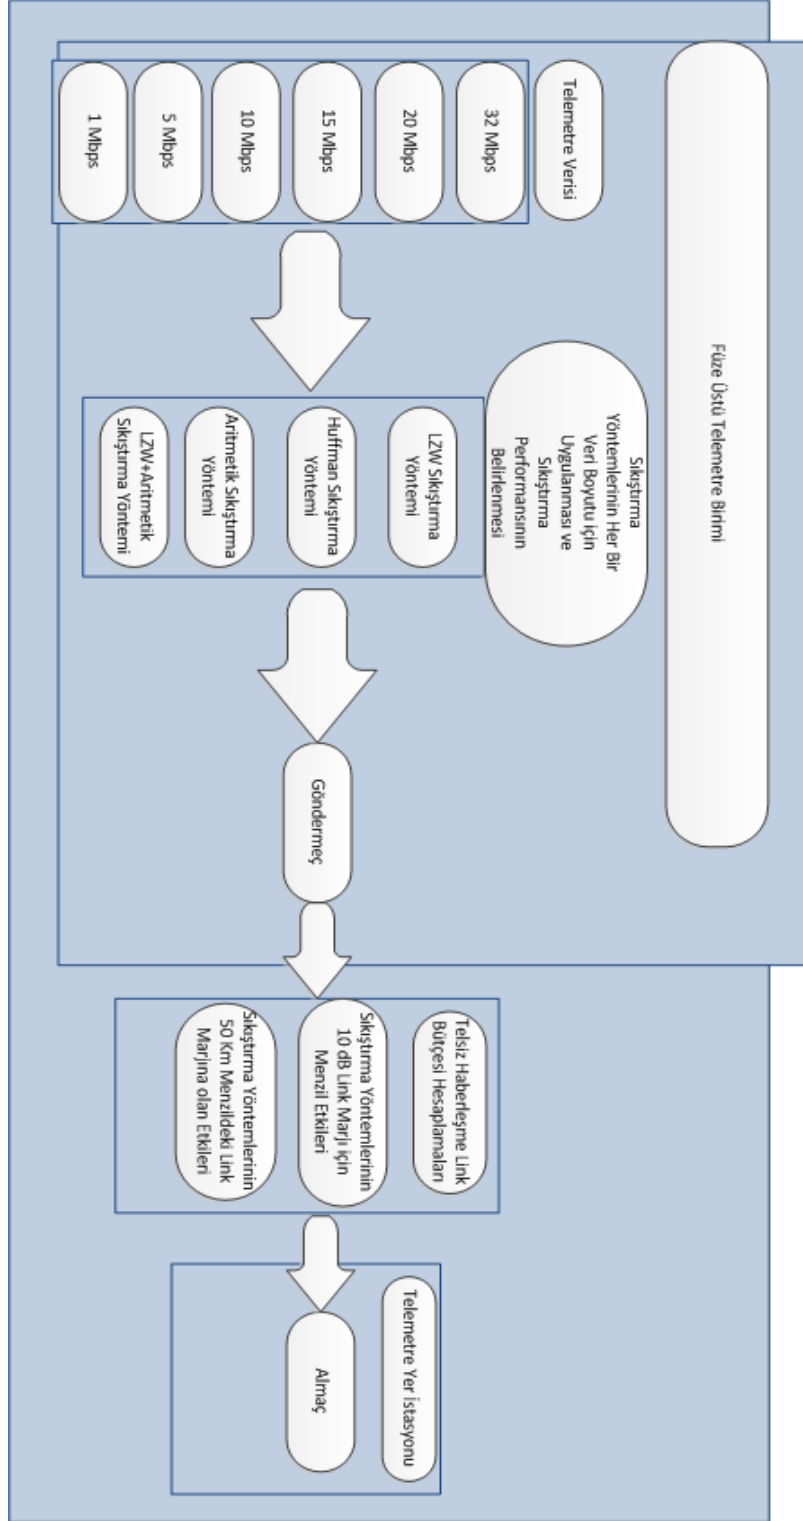 Füze Üstü Telemetre Birimi
Telemetre Verisi
32 Mbps
20 Mbps
15 Mbps
10 Mbps
5 Mbps
1 Mbps
Sıkıştırma
Yöntemlerinin Her Bir
Veri Boyutu için
Uygulanması ve
Sıkıştırma
Performansının
Belirlenmesi
LZW Sıkıştırma
Yöntemi
Huffman Sıkıştırma
Yöntemi
Aritmetik Sıkıştırma
Yöntemi
LZW+Aritmetik
Sıkıştırma Yöntemi
Göndermeç
Telsiz Haberleşme Link
Bütçesi Hesaplamaları
Sıkıştırma Yöntemlerinin
10 dB Link Marjı için
Menzil Etkileri
Sıkıştırma Yöntemlerinin
50 Km Menzildeki Link
Marjına olan Etkileri
Telemetre Yer İstasyonu
Almaç